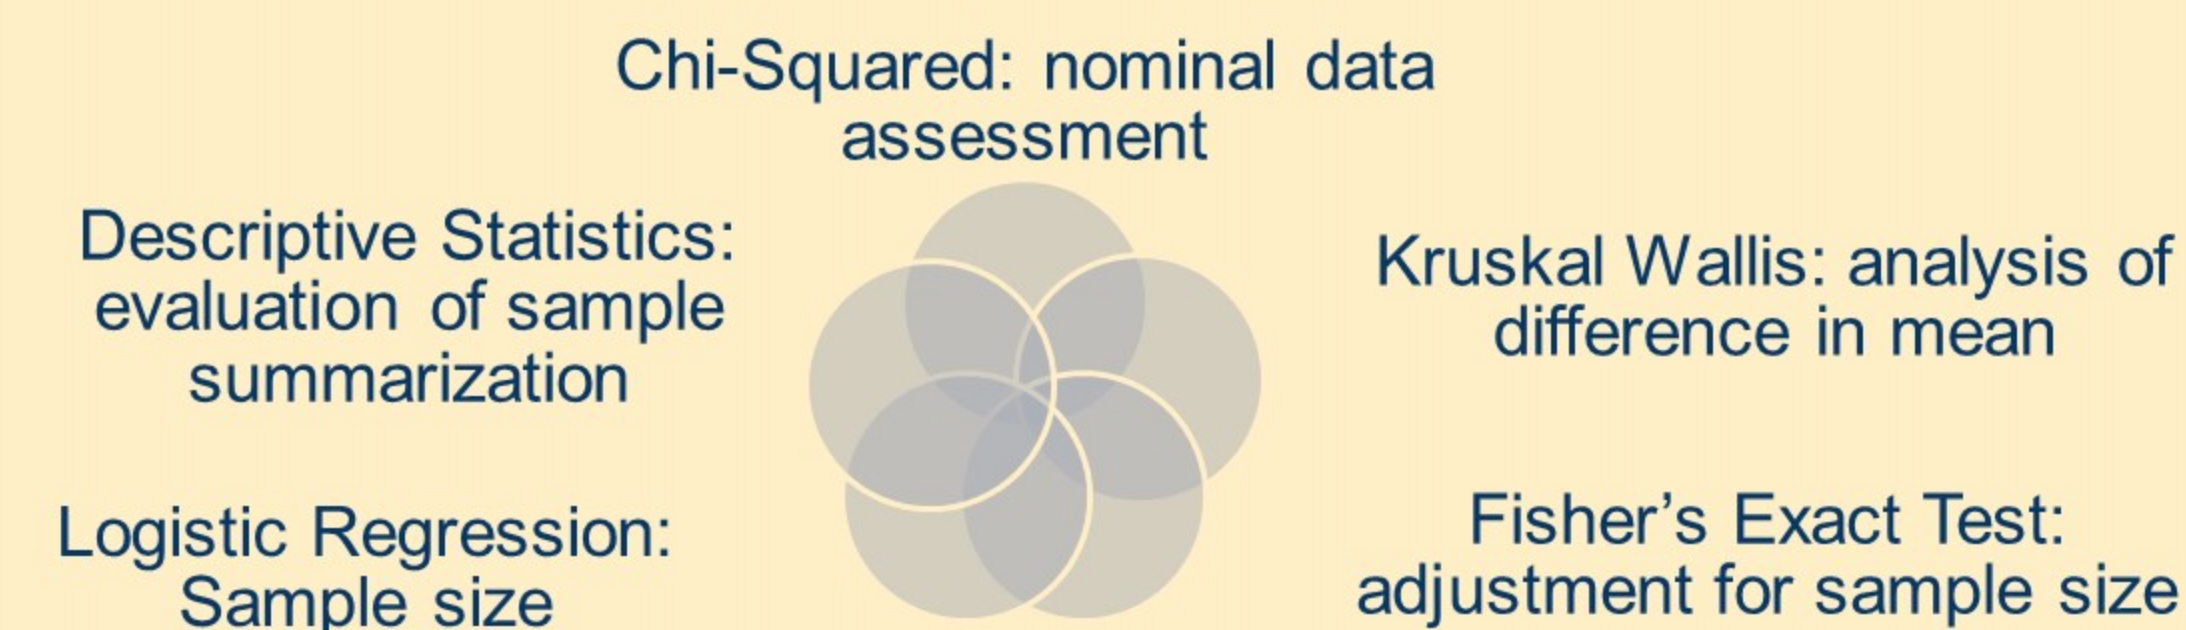 Chi-Squared: nominal data
assessment
Descriptive Statistics:
evaluation of sample
summarization
Kruskal Wallis: analysis of
difference in mean
Logistic Regression:
Sample size
Fisher’s Exact Test:
adjustment for sample size